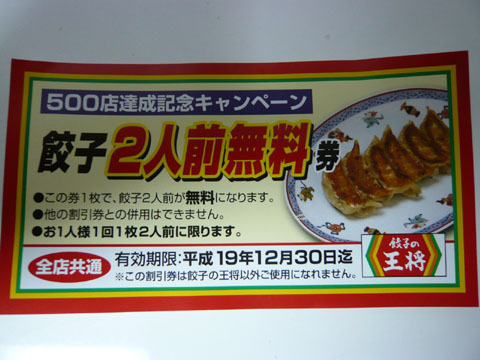 500店達成記念キャンペーン
餃子2人前無料券
●この券1枚で、餃子2人前が無料になります。
●他の割引券との併用はできません。
●お1人様1回1枚2人前に限ります。
全店共通
有効期限:平成19年12月30日迄
※この割引券は餃子の王将以外ご使用になれません。
餃子の
王将